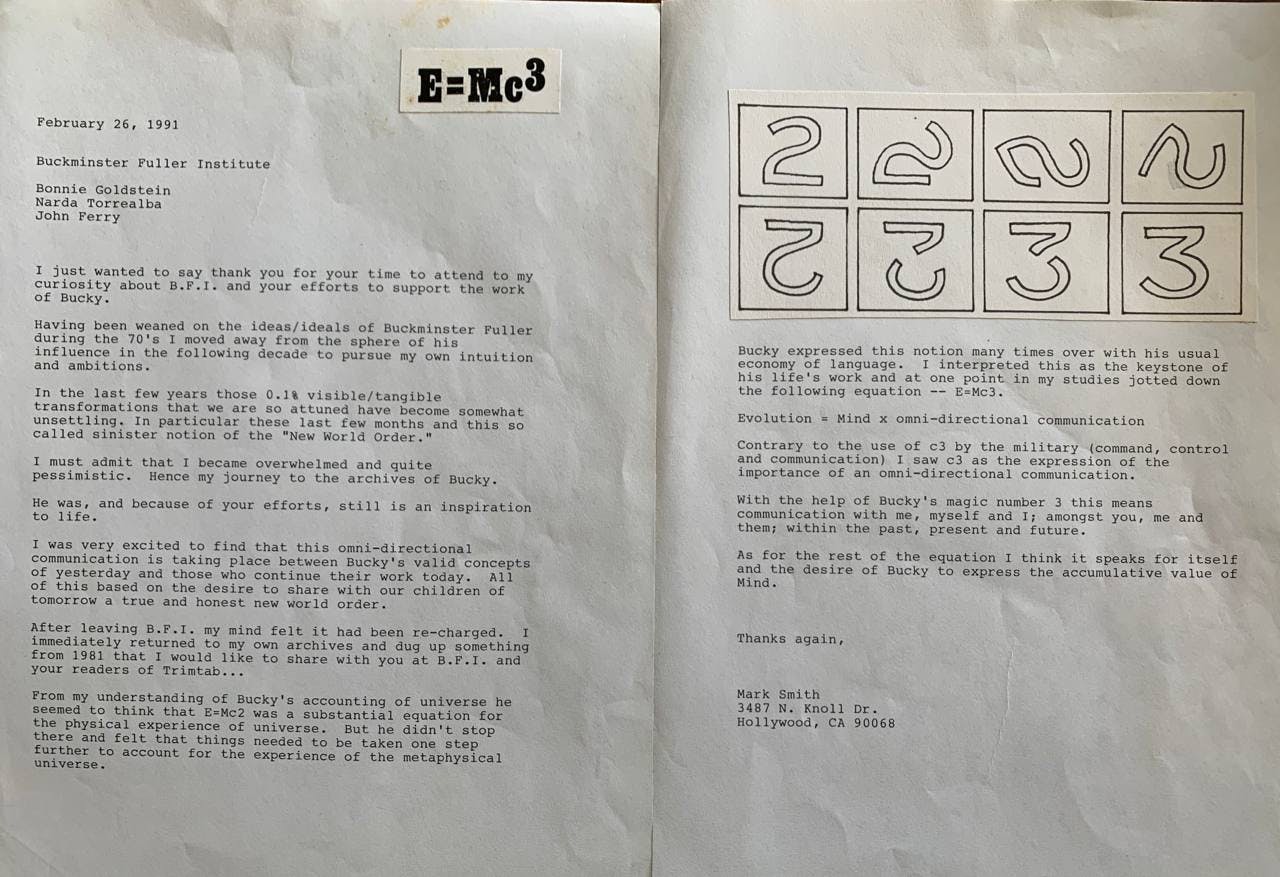 E=Mc3
February 26, 1991
Buckminster Fuller Institute
Bonnie Goldstein
Narda Torrealba
John Ferry
I just wanted to say thank you for your time to attend to my
curiosity about B.F.I. and your efforts to support the work
of Bucky.
Having been weaned on the ideas/ideals of Buckminster Fuller
during the 70's I moved away from the sphere of his
influence in the following decade to pursue my own intuition
and ambitions.
In the last few years those 0.1% visible/tangible
transformations that we are so attuned have become somewhat
unsettling. In particular these last few months and this so
called sinister notion of the "New World Order."
I must admit that I became overwhelmed and quite
pessimistic.  Hence my journey to the archives of Bucky.
He was, and because of your efforts, still is an inspiration
to life.
I was very excited to find that this omni-directional
communication is taking place between Bucky's valid concepts
of yesterday and those who continue their work today.  All
of this based on the desire to share with our children of
tomorrow a true and honest new world order.
After leaving B.F.I. my mind felt it had been re-charged.  I
immediately returned to my own archives and dug up something
from 1981 that I would like to share with you at B.F.I. and
your readers of Trimtab...
From my understanding of Bucky's accounting of universe he
seemed to think that E=Mc2 was a substantial equation for
the physical experience of universe.  But he didn't stop
there and felt that things needed to be taken one step
further to account for the experience of the metaphysical
universe.
2
3
Bucky expressed this notion many times over with his usual
economy of language.  I interpreted this as the keystone of
his life's work and at one point in my studies jotted down
the following equation -- E=Mc3.
Evolution = Mind x omni-directional communication
Contrary to the use of c3 by the military (command, control
and communication) I saw c3 as the expression of the
importance of an omni-directional communication.
With the help of Bucky's magic number 3 this means
communication with me, myself and I; amongst you, me and
them; within the past, present and future.
As for the rest of the equation I think it speaks for itself
and the desire of Bucky to express the accumulative value of
Mind.
Thanks again,
Mark Smith
3487 N. Knoll Dr.
Hollywood, CA 90068